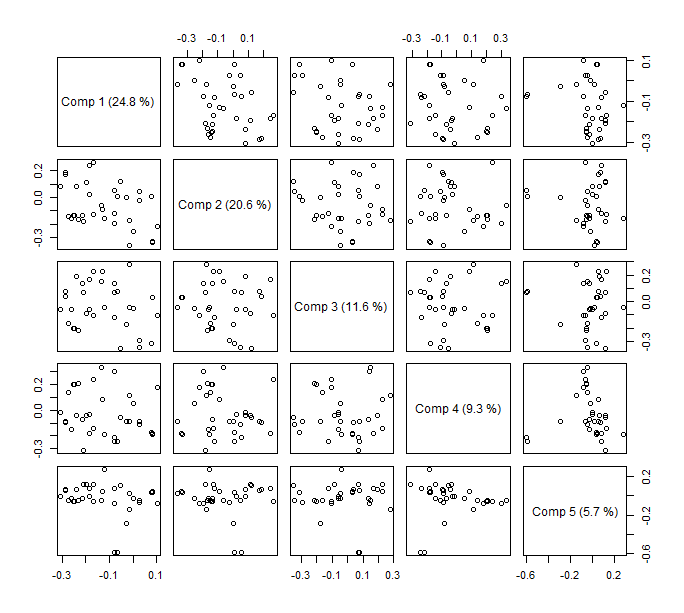 -0.3 -0.1 0.1 -0.3 -0.1 0.1 0.3
Comp 1 (24.8 %)
-0.3 -0.1 0.1
-0.3 0.0 0.2
Comp 2 (20.6 %)
Comp 3 (11.6 %)
-0.3 0.0 0.2
-0.3 0.0 0.2
Comp 4 (9.3 %)
Comp 5 (5.7 %)
-0.6 -0.2 0.2
-0.3 -0.1 0.1 -0.3 0.0 0.2 0.3 -0.6 -0.2 0.2